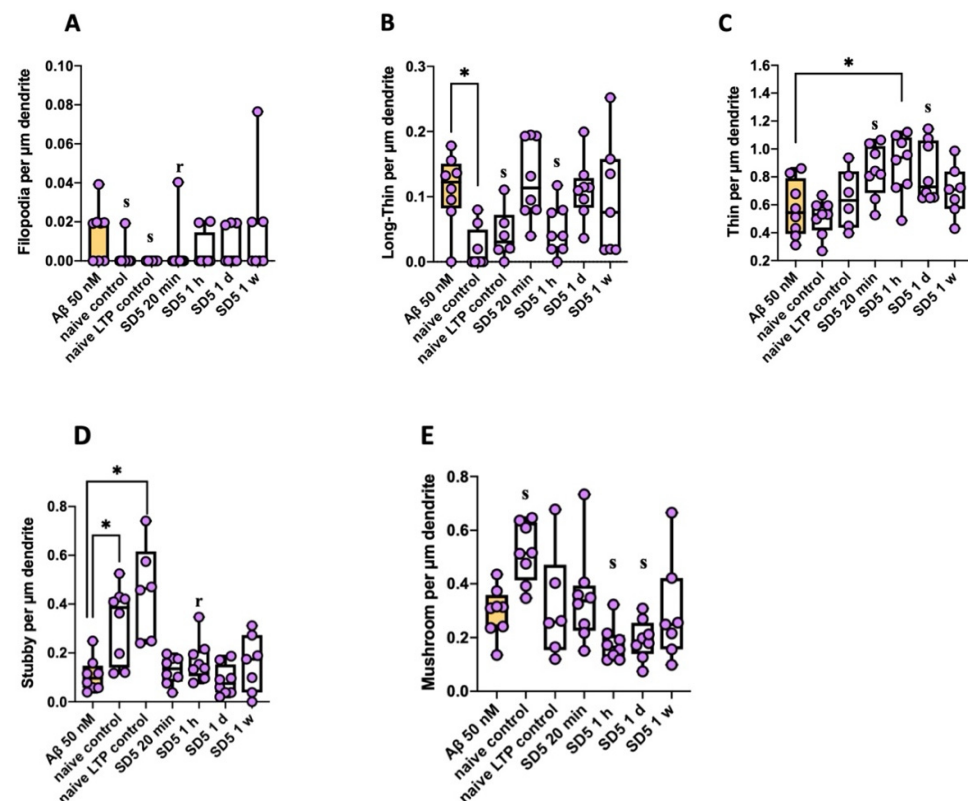 A
Filopodia per µm dendrite
0.10
0.08
0.06
0.04
0.02
0.00
s
s
r
Aβ 50 nM
naive control
naive LTP control
SD5 20 min
SD5 1 h
SD5 1 d
SD5 1 w
B
Long-Thin per µm dendrite
0.3
0.2
0.1
0.0
*
s
s
Aβ 50 nM
naive control
naive LTP control
SD5 20 min
SD5 1 h
SD5 1 d
SD5 1 w
C
Thin per µm dendrite
1.6
1.4
1.2
1.0
0.8
0.6
0.4
0.2
*
s
s
Aβ 50 nM
naive control
naive LTP control
SD5 20 min
SD5 1 h
SD5 1 d
SD5 1 w
D
Stubby per µm dendrite
0.8
0.6
0.4
0.2
0.0
*
*
r
Aβ 50 nM
naive control
naive LTP control
SD5 20 min
SD5 1 h
SD5 1 d
SD5 1 w
E
Mushroom per µm dendrite
0.8
0.6
0.4
0.2
0.0
s
s
s
Aβ 50 nM
naive control
naive LTP control
SD5 20 min
SD5 1 h
SD5 1 d
SD5 1 w